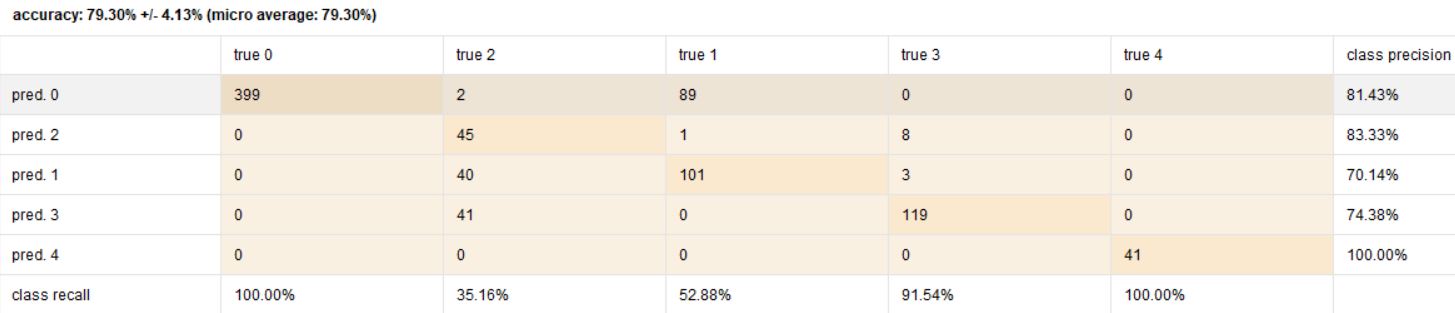 accuracy: 79.30% +/- 4.13% (micro average: 79.30%)
true 0 true 2 true 1 true 3 true 4 class precision
pred. 0 399 2 89 0 0 81.43%
pred. 2 0 45 1 8 0 83.33%
pred. 1 0 40 101 3 0 70.14%
pred. 3 0 41 0 119 0 74.38%
pred. 4 0 0 0 0 41 100.00%
class recall 100.00% 35.16% 52.88% 91.54% 100.00%